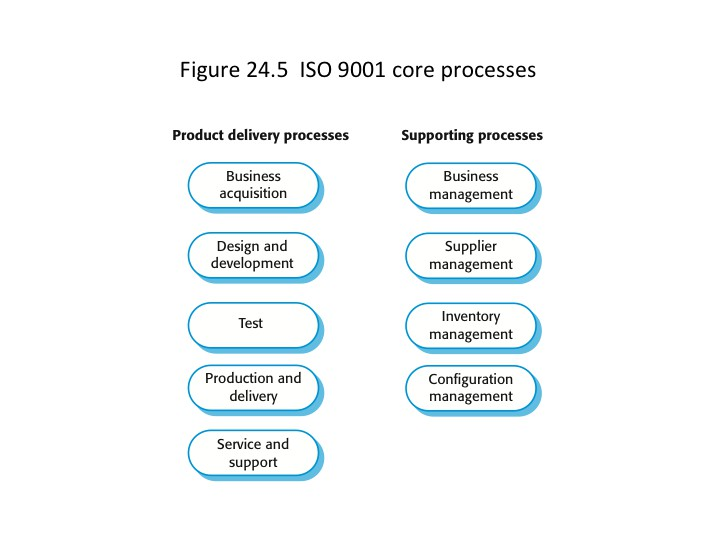 Figure 24.5  ISO 9001 core processes
Product delivery processes
Business
acquisition
Design and
development
Test
Production and
delivery
Service and
support
Supporting processes
Business
management
Supplier
management
Inventory
management
Configuration
management